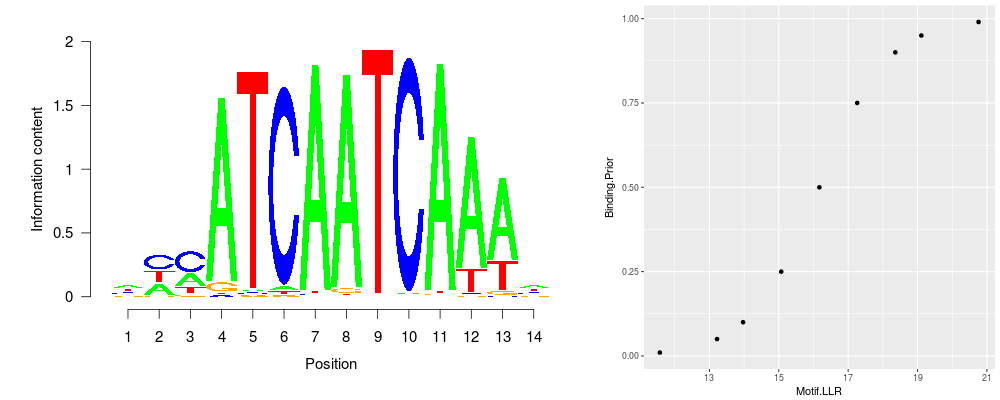 2
1.5
1
0.5
0
Information content
C C A T C A A T C A A A
T A A G T T
1 2 3 4 5 6 7 8 9 10 11 12 13 14
Position
1.00
0.75
0.50
0.25
0.00
Binding.Prior
13 15 17 19 21
Motif.LLR